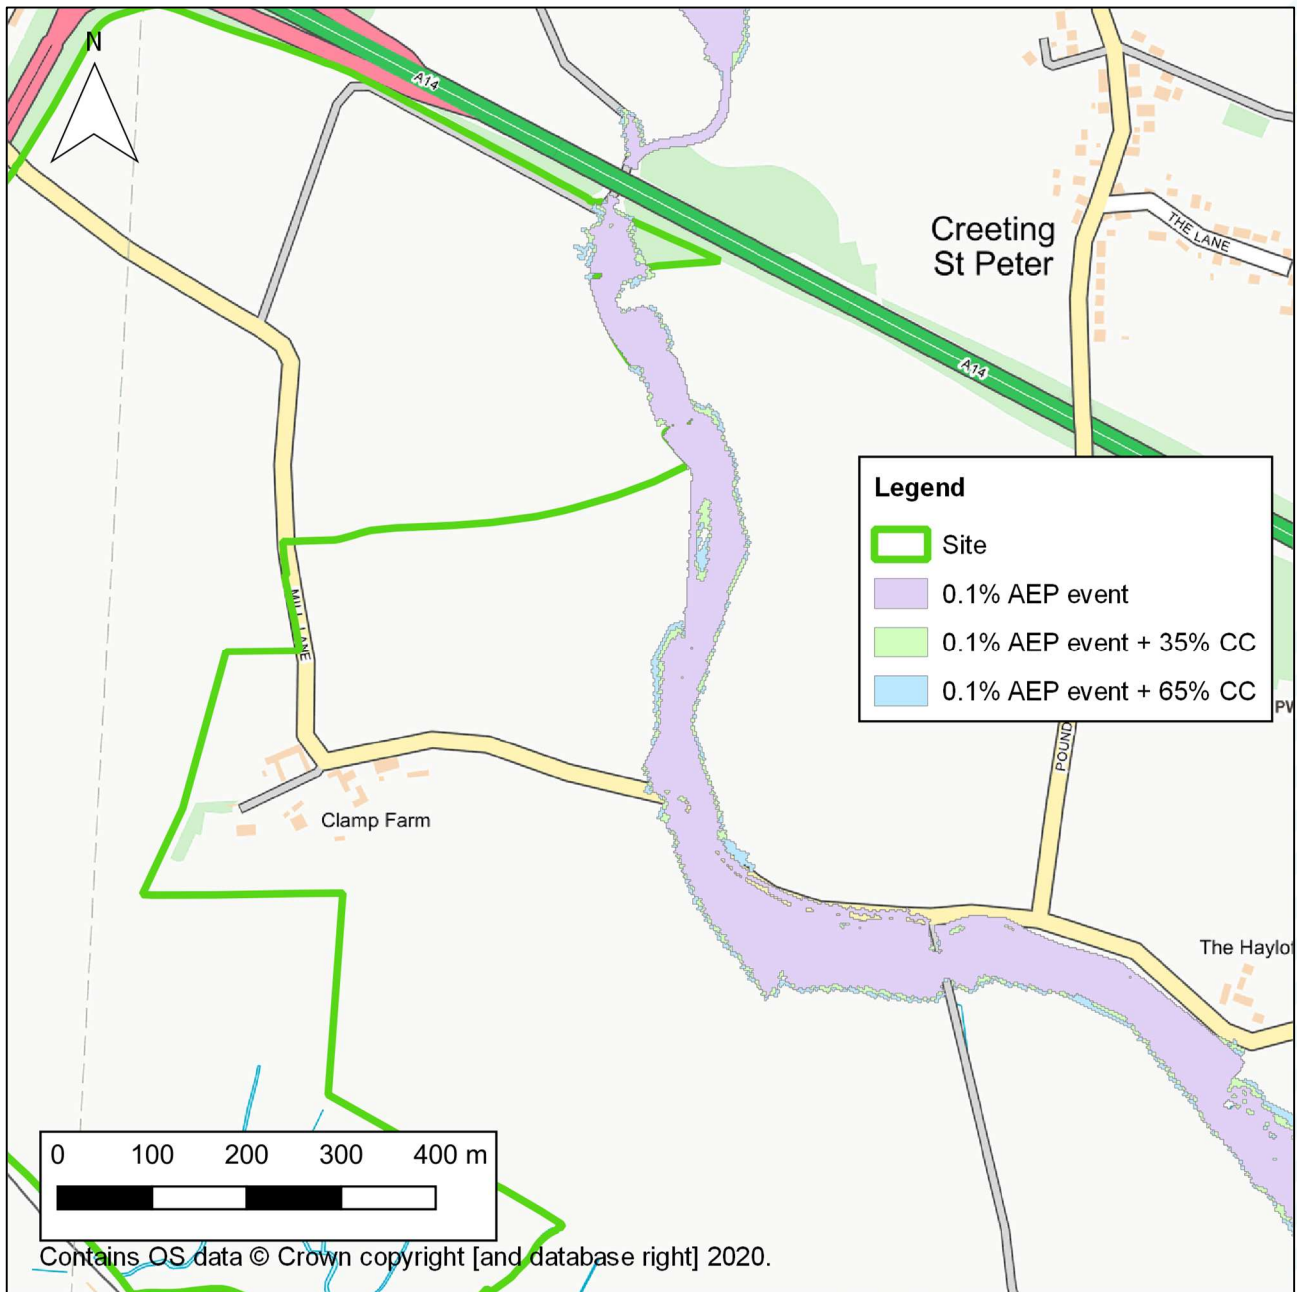 N
A14
Creeting
St Peter
THE LANE
A14
Legend
Site
0.1% AEP event
0.1% AEP event + 35% CC
0.1% AEP event + 65% CC
MILL LANE
POUND
Clamp Farm
The Haylof
0 100 200 300 400 m
Contains OS data © Crown copyright [and database right] 2020.